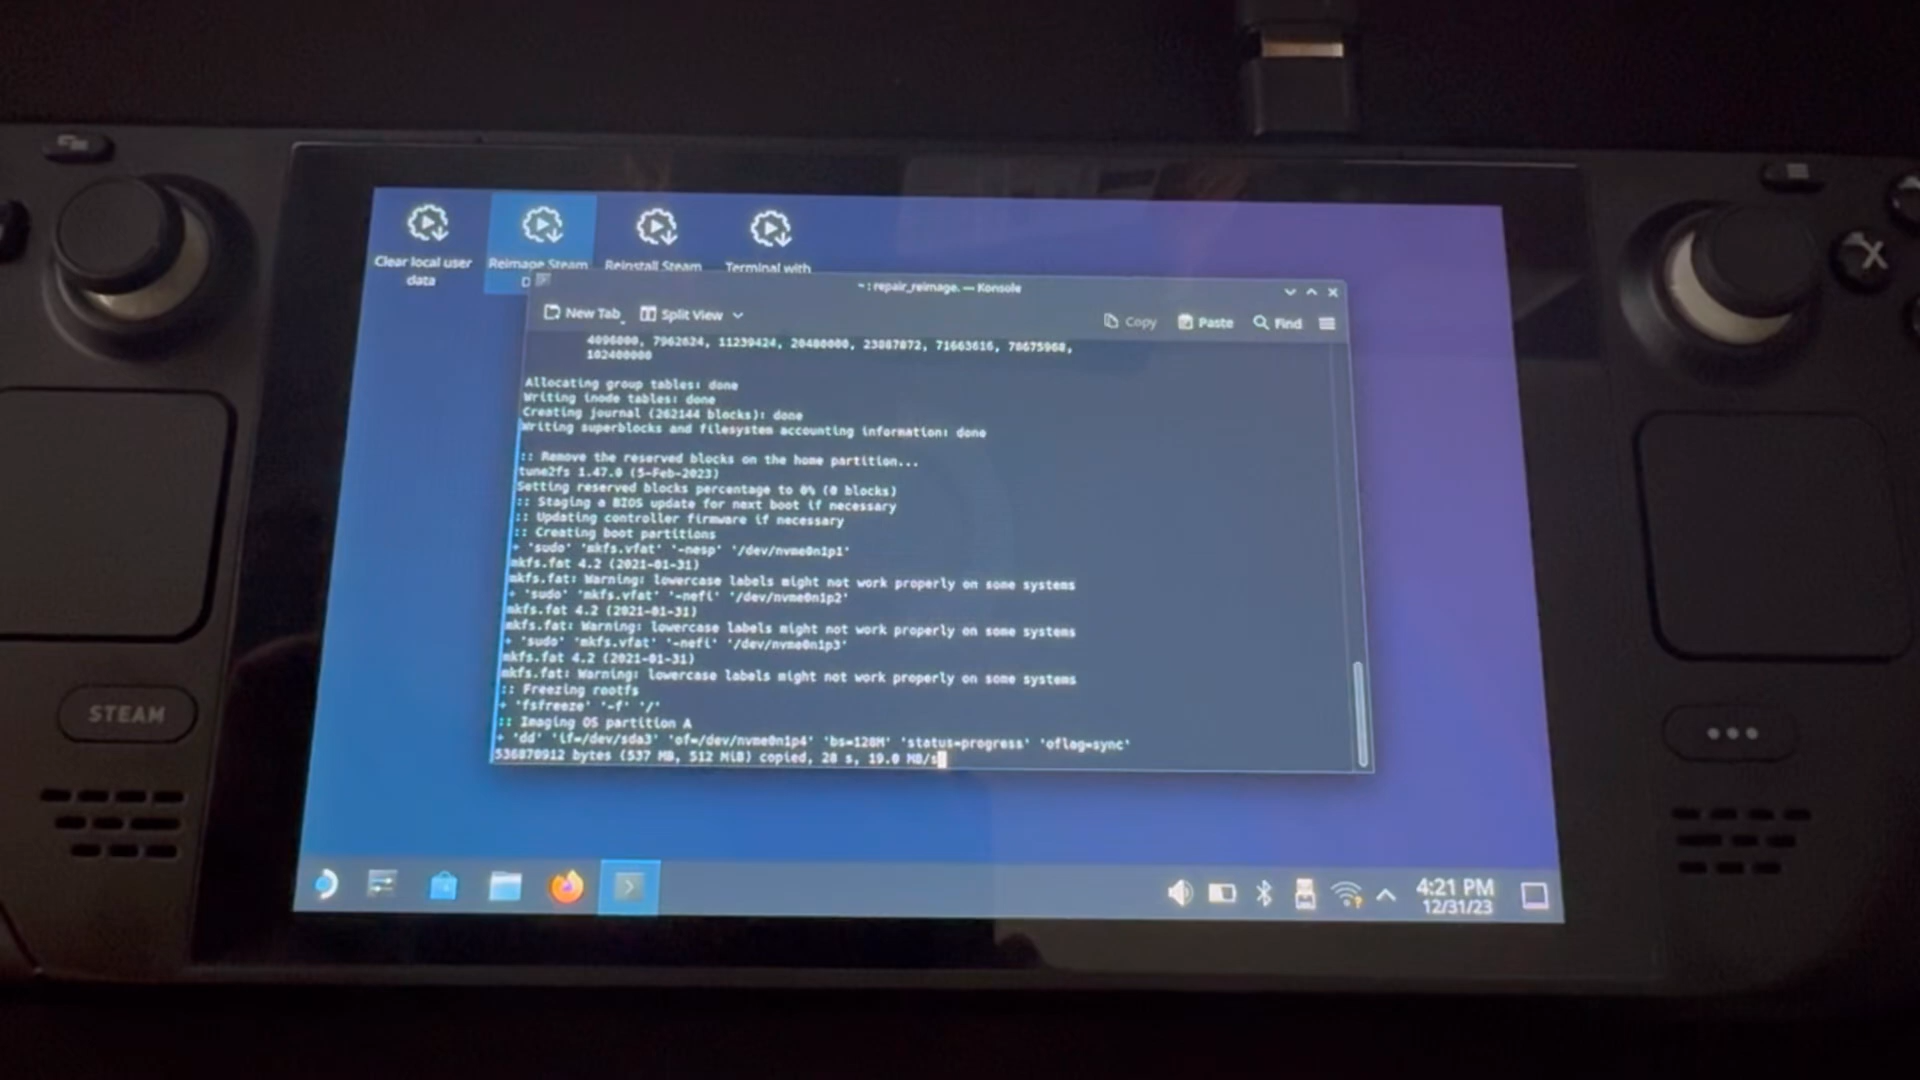 Clear local user
data
Reimage Steam
D
Reinstall Steam
Terminal with
~ : repair_reimage. — Konsole
New Tab
Split View
Copy
Paste
Find
4096000, 7962624, 11239424, 20480000, 23887872, 71663616, 78675968,
102400000
Allocating group tables: done
Writing inode tables: done
Creating journal (262144 blocks): done
Writing superblocks and filesystem accounting information: done
:: Remove the reserved blocks on the home partition...
tune2fs 1.47.0 (5-Feb-2023)
Setting reserved blocks percentage to 0% (0 blocks)
:: Staging a BIOS update for next boot if necessary
:: Updating controller firmware if necessary
:: Creating boot partitions
+ 'sudo' 'mkfs.vfat' '-nesp' '/dev/nvme0n1p1'
mkfs.fat 4.2 (2021-01-31)
mkfs.fat: Warning: lowercase labels might not work properly on some systems
+ 'sudo' 'mkfs.vfat' '-nefi' '/dev/nvme0n1p2'
mkfs.fat 4.2 (2021-01-31)
mkfs.fat: Warning: lowercase labels might not work properly on some systems
+ 'sudo' 'mkfs.vfat' '-nefi' '/dev/nvme0n1p3'
mkfs.fat 4.2 (2021-01-31)
mkfs.fat: Warning: lowercase labels might not work properly on some systems
:: Freezing rootfs
+ 'fsfreeze' '-f' '/'
:: Imaging OS partition A
+ 'dd' 'if=/dev/sda3' 'of=/dev/nvme0n1p4' 'bs=128M' 'status=progress' 'oflag=sync'
536870912 bytes (537 MB, 512 MiB) copied, 28 s, 19.0 MB/s
4:21 PM
12/31/23
STEAM
X